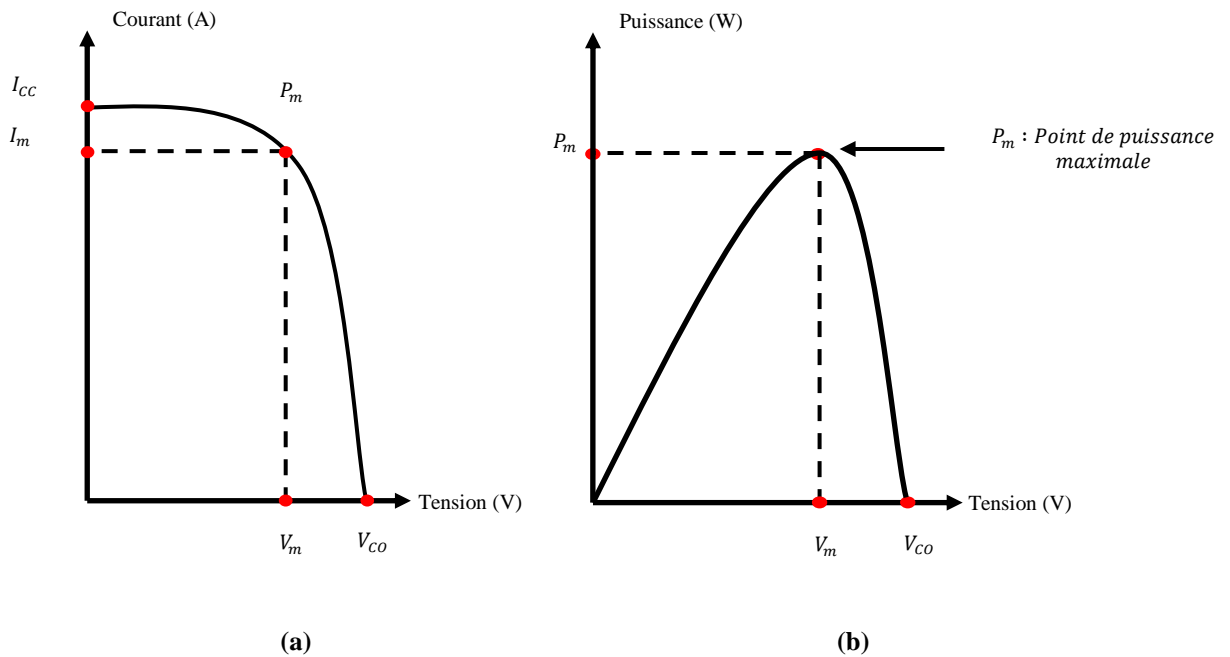 Courant (A)
I_CC
P_m
I_m
Tension (V)
V_m
V_CO
(a)
Puissance (W)
P_m
P_m : Point de puissance
maximale
Tension (V)
V_m
V_CO
(b)